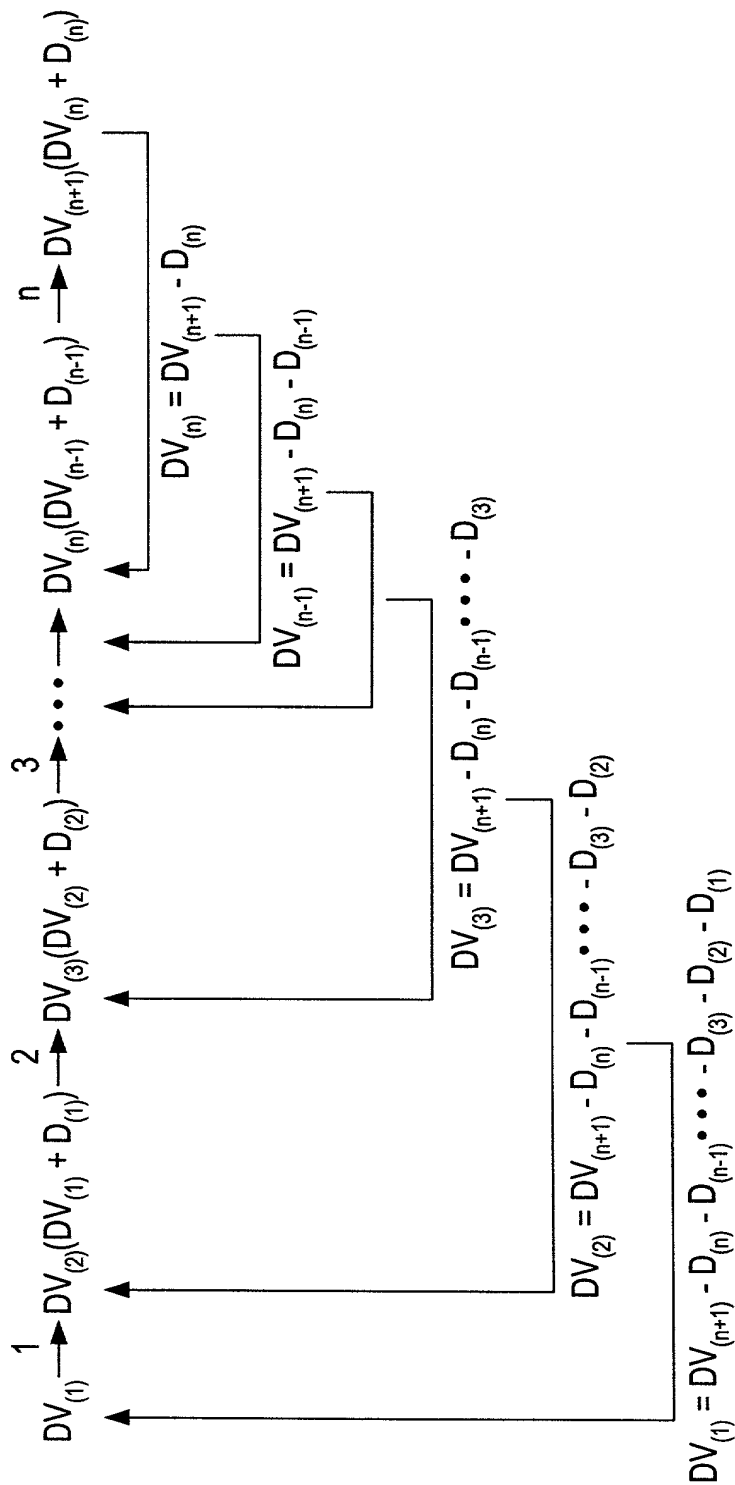 DV(1) 1 → DV(2)(DV(1) + D(1)) 2 → DV(3)(DV(2) + D(2)) 3 → •••• → DV(n)(DV(n-1) + D(n-1)) n → DV(n+1)(DV(n) + D(n))
DV(n) = DV(n+1) - D(n)
DV(n-1) = DV(n+1) - D(n) - D(n-1)
DV(3) = DV(n+1) - D(n) - D(n-1) •••• - D(3)
DV(2) = DV(n+1) - D(n) - D(n-1) •••• - D(3) - D(2)
DV(1) = DV(n+1) - D(n) - D(n-1) •••• - D(3) - D(2) - D(1)